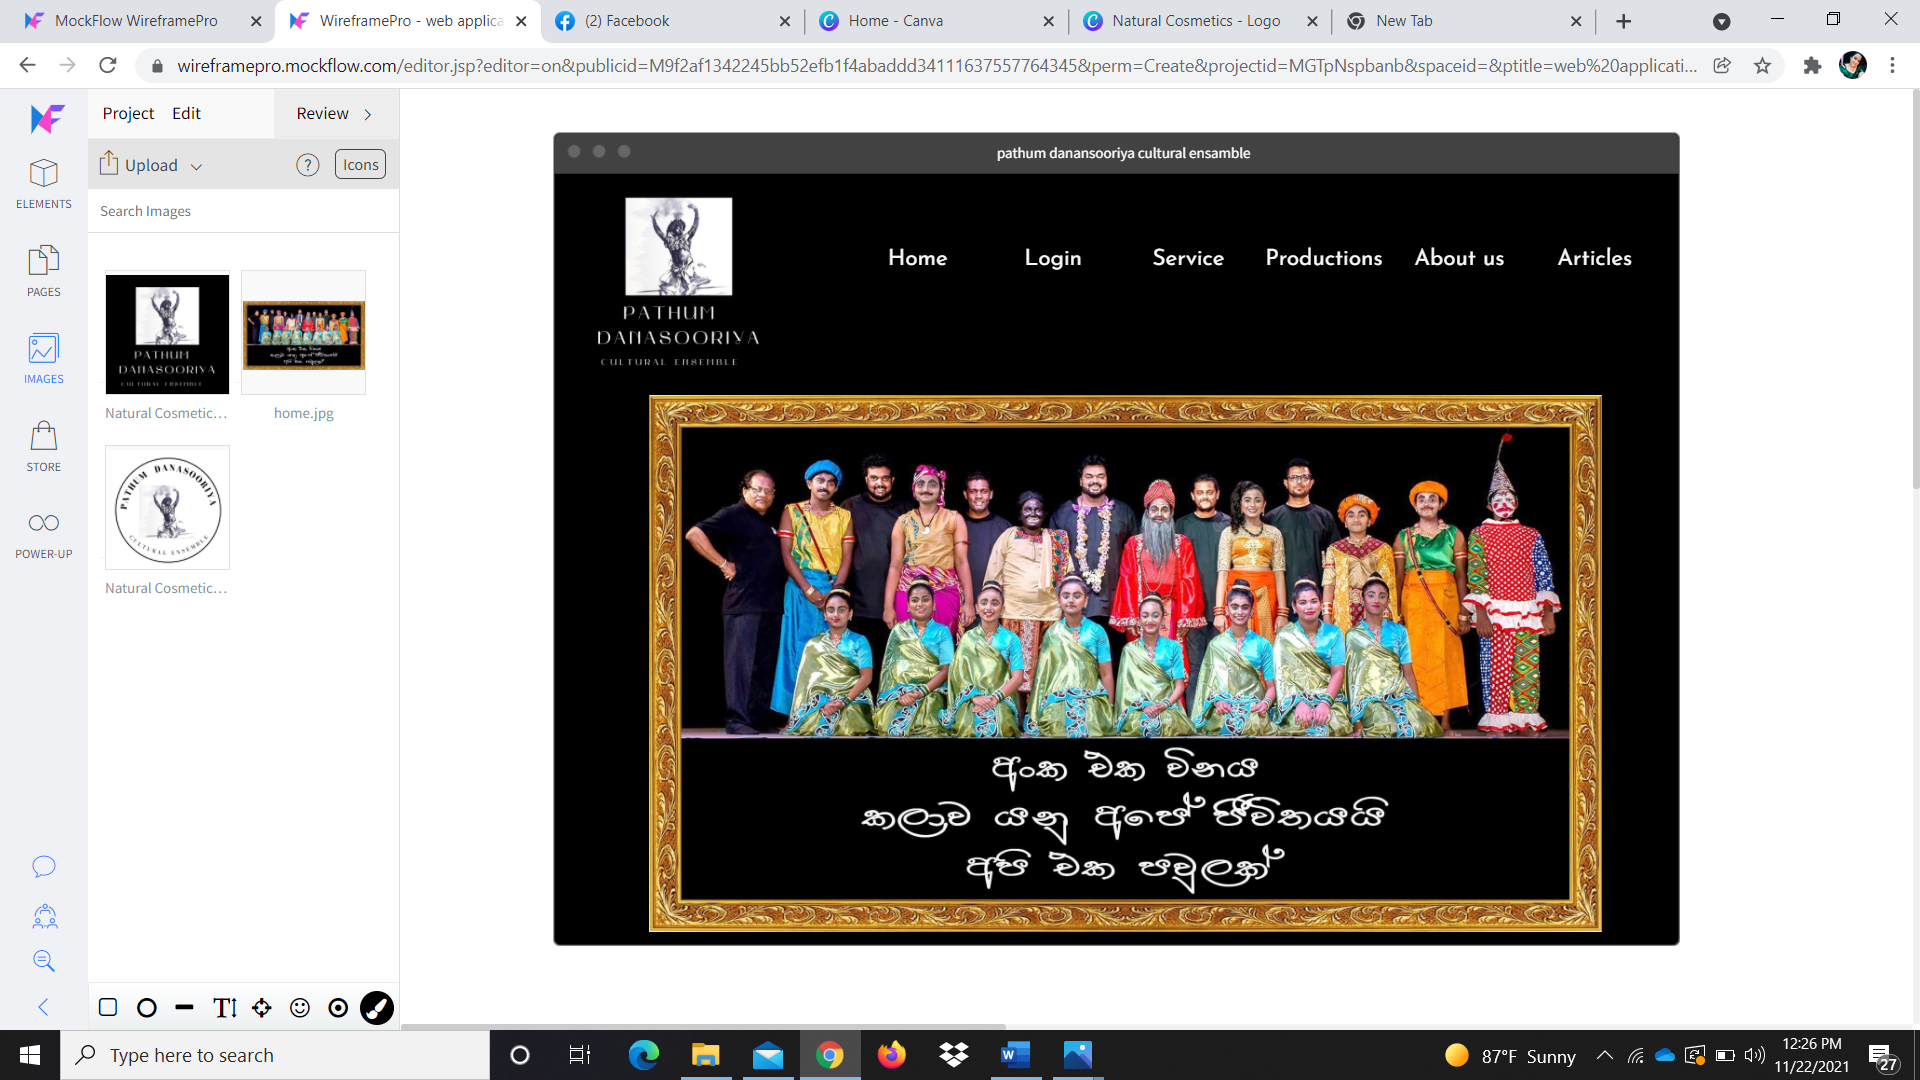 MockFlow WireframePro
WireframePro - web applica
(2) Facebook
Home - Canva
Natural Cosmetics - Logo
New Tab
wireframepro.mockflow.com/editor.jsp?editor=on&publicid=M9f2af1342245bb52efb1f4abaddd34111637557764345&perm=Create&projectid=MGTpNspbanb&spaceid=&ptitle=web%20applicati...
Project Edit Review
Upload ? Icons
Search Images
ELEMENTS
PAGES
IMAGES
STORE
POWER-UP
PATHUM
DANASOORIYA
CULTURAL ENSEMBLE
Natural Cosmetic...
home.jpg
PATHUM DANASOORIYA
CULTURAL ENSEMBLE
Natural Cosmetic...
pathum danansooriya cultural ensamble
PATHUM
DANASOORIYA
CULTURAL ENSEMBLE
Home Login Service Productions About us Articles
අංක එක විනය
කලාව යනු අපේ ජීවිතයයි
අපි එක පවුලක්
Type here to search
87°F Sunny
12:26 PM
11/22/2021
27